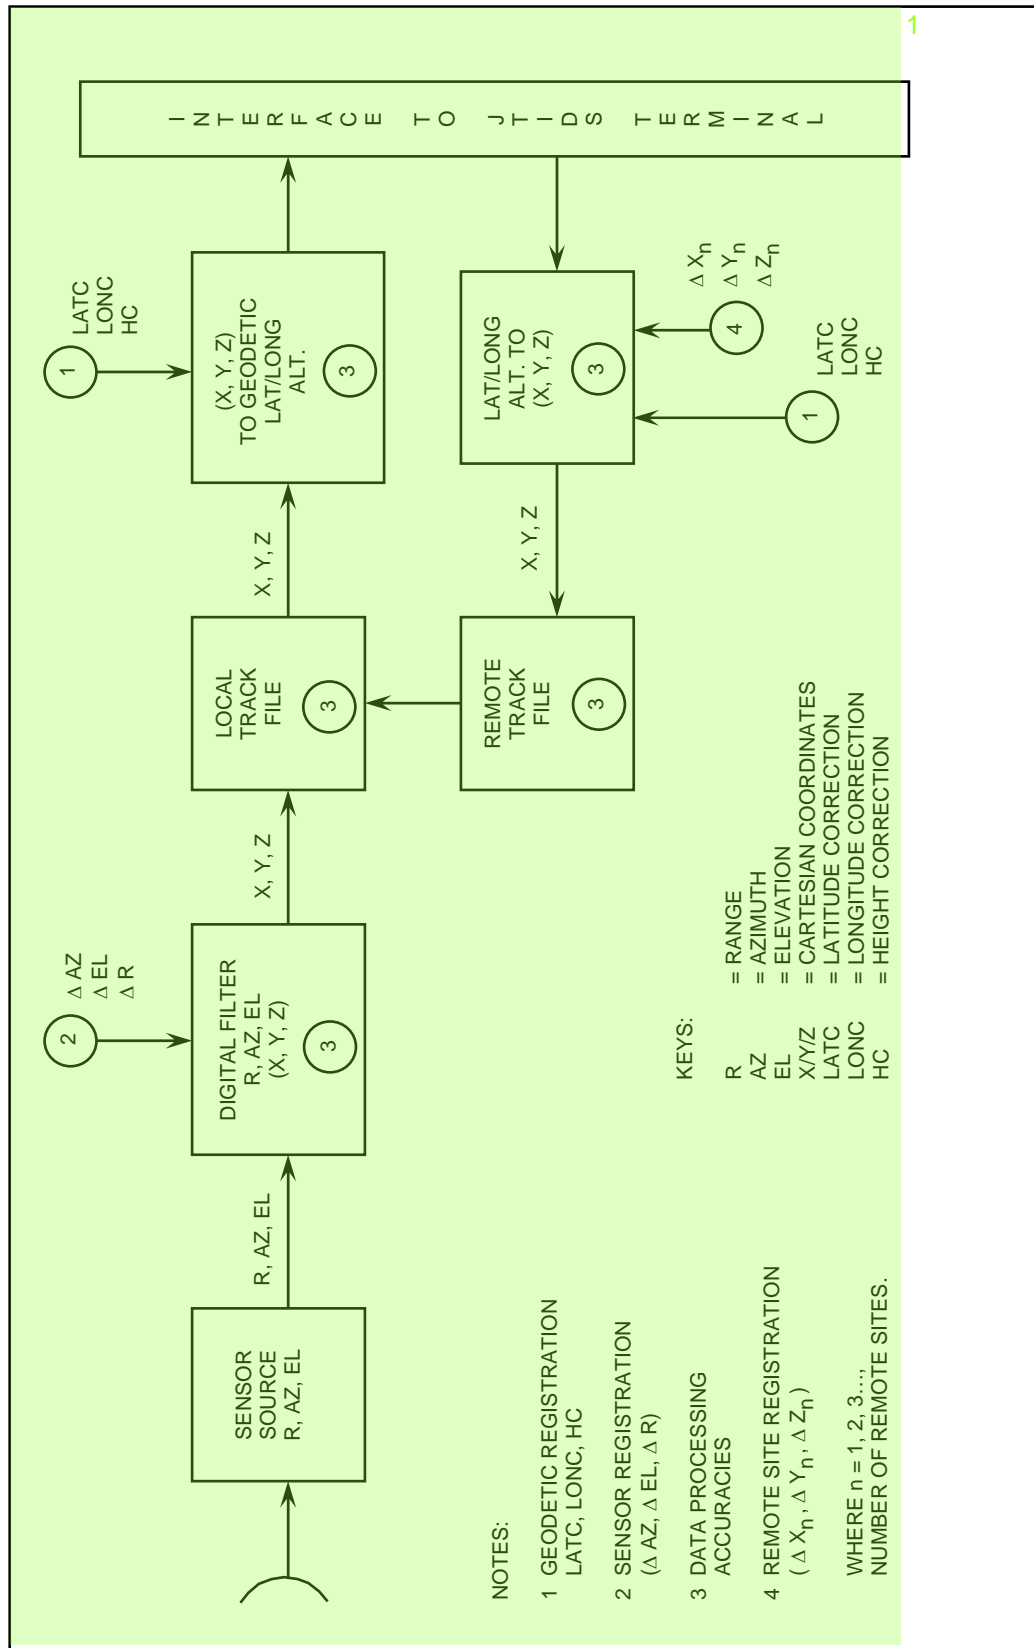 1
SENSOR
SOURCE
R, AZ, EL
R, AZ, EL
2
Δ AZ
Δ EL
Δ R
DIGITAL FILTER
R, AZ, EL
(X, Y, Z)
3
X, Y, Z
LOCAL
TRACK
FILE
3
X, Y, Z
1
LATC
LONC
HC
(X, Y, Z)
TO GEODETIC
LAT/LONG
ALT.
3
INTERFACE TO JTIDS TERMINAL
LAT/LONG
ALT. TO
(X, Y, Z)
3
4
Δ Xn
Δ Yn
Δ Zn
1
LATC
LONC
HC
X, Y, Z
REMOTE
TRACK
FILE
3
NOTES:
1 GEODETIC REGISTRATION
LATC, LONC, HC
2 SENSOR REGISTRATION
(Δ AZ, Δ EL, Δ R)
3 DATA PROCESSING
ACCURACIES
4 REMOTE SITE REGISTRATION
( Δ Xn , Δ Yn , Δ Zn )
WHERE n = 1, 2, 3...,
NUMBER OF REMOTE SITES.
KEYS:
R = RANGE
AZ = AZIMUTH
EL = ELEVATION
X/Y/Z = CARTESIAN COORDINATES
LATC = LATITUDE CORRECTION
LONC = LONGITUDE CORRECTION
HC = HEIGHT CORRECTION